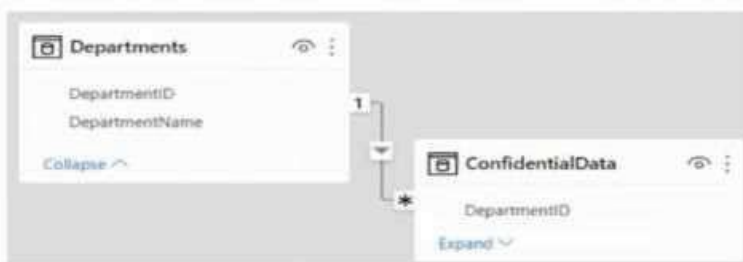 Departments
DepartmentID
DepartmentName
Collapse
1
*
ConfidentialData
DepartmentID
Expand